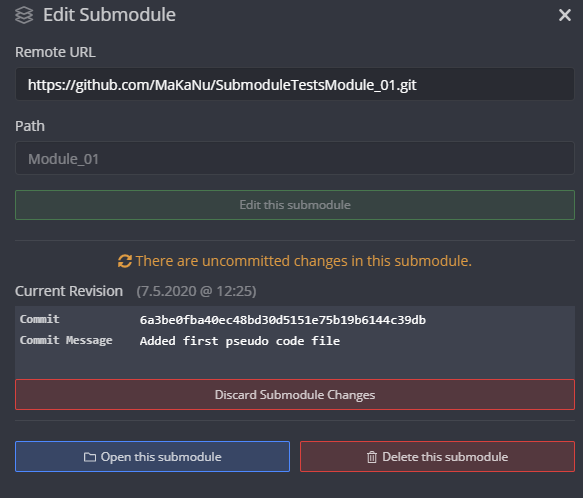 Edit Submodule
Remote URL
https://github.com/MaKaNu/SubmoduleTestsModule_01.git
Path
Module_01
Edit this submodule
There are uncommitted changes in this submodule.
Current Revision (7.5.2020 @ 12:25)
Commit 6a3be0fba40ec48bd30d5151e75b19b6144c39db
Commit Message Added first pseudo code file
Discard Submodule Changes
Open this submodule Delete this submodule